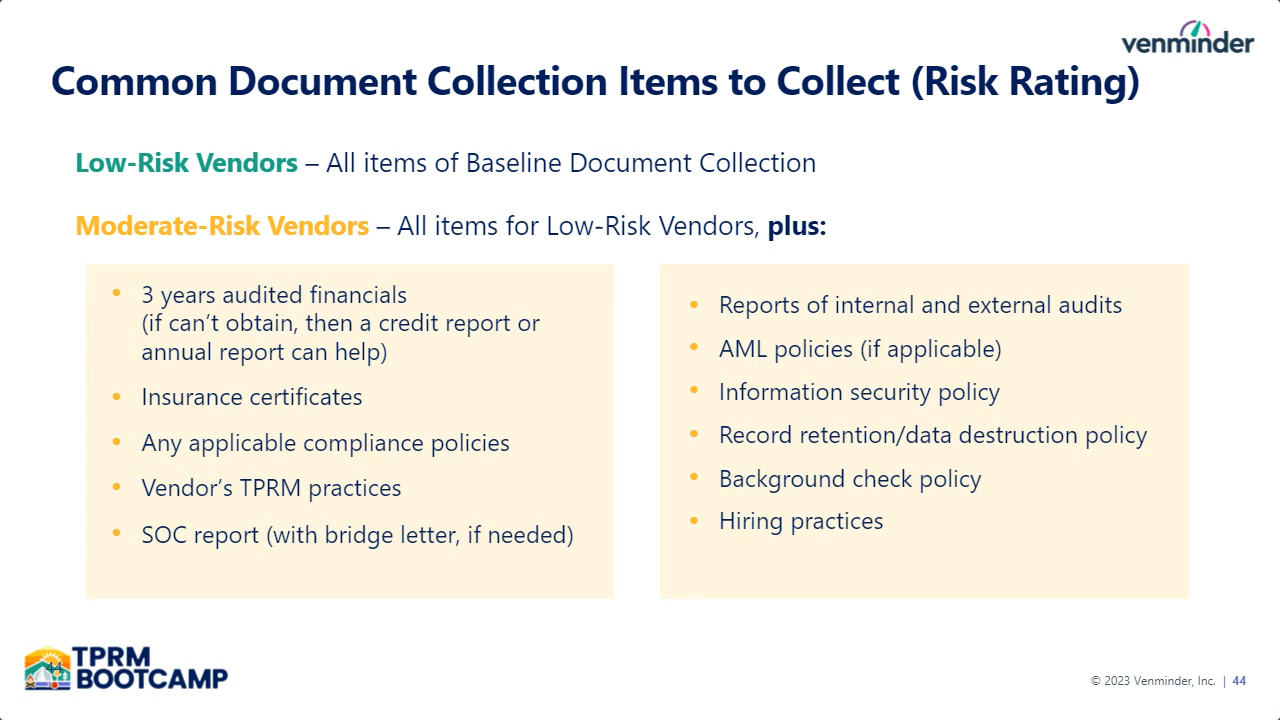 venminder
Common Document Collection Items to Collect (Risk Rating)
Low-Risk Vendors – All items of Baseline Document Collection
Moderate-Risk Vendors – All items for Low-Risk Vendors, plus:
• 3 years audited financials
(if can’t obtain, then a credit report or
annual report can help)
• Insurance certificates
• Any applicable compliance policies
• Vendor’s TPRM practices
• SOC report (with bridge letter, if needed)
• Reports of internal and external audits
• AML policies (if applicable)
• Information security policy
• Record retention/data destruction policy
• Background check policy
• Hiring practices
44
TPRM
BOOTCAMP
© 2023 Venminder, Inc. | 44